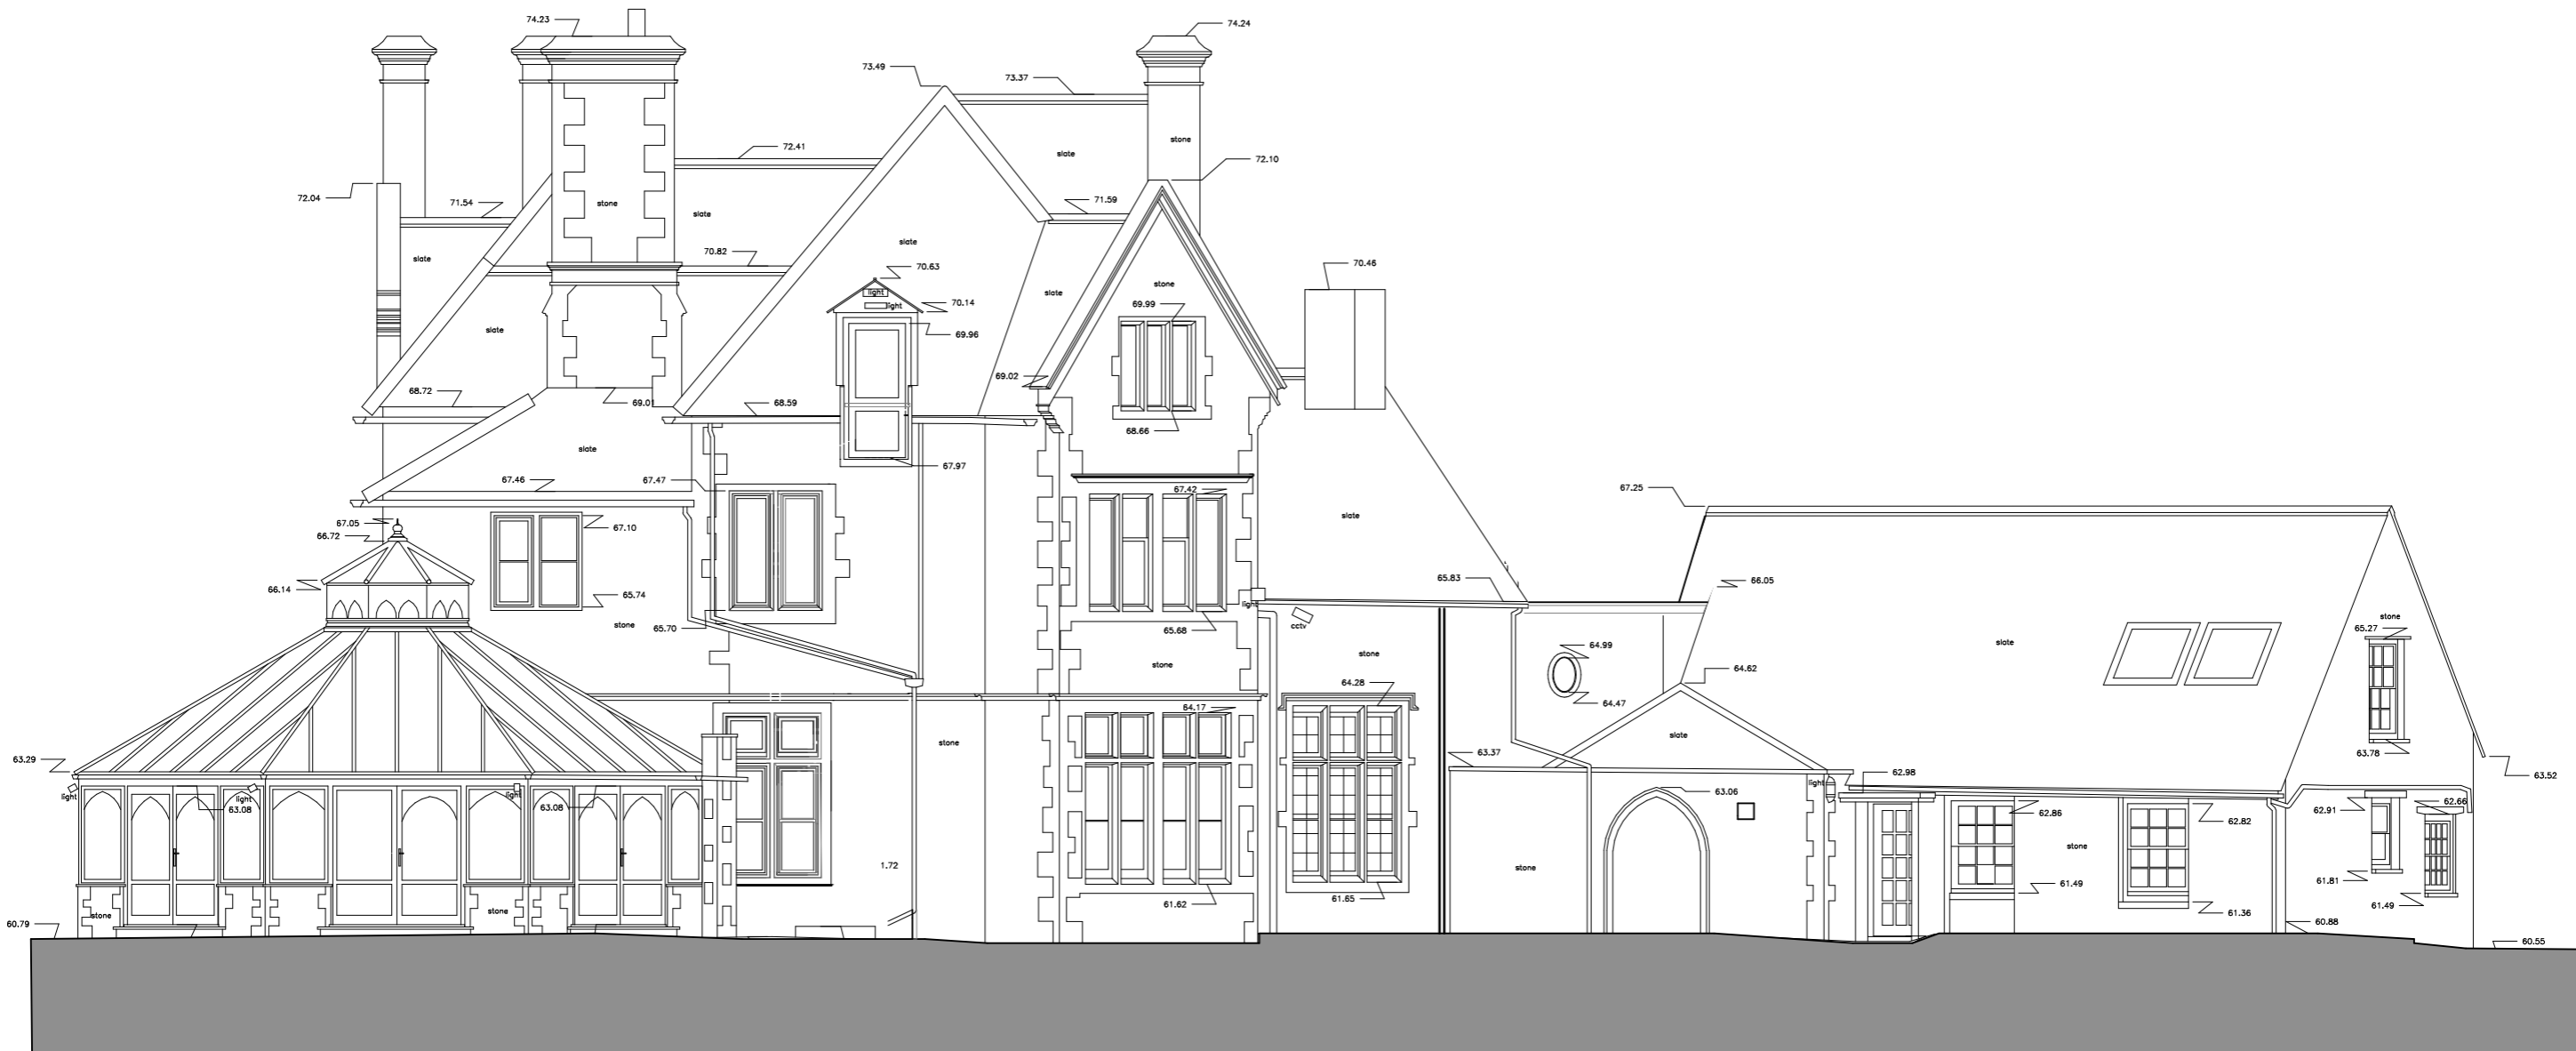 74.23
74.24
73.49
73.37
stone
72.41
slate
72.10
72.04
71.54
stone
slate
71.59
slate
70.82
slate
70.63
slate
stone
70.46
light
light
70.14
69.99
slate
69.96
69.02
68.72
69.01
68.59
68.66
slate
67.97
67.46
67.47
67.42
67.25
slate
67.05
67.10
66.72
66.14
65.83
66.05
65.74
light
cctv
stone
65.70
65.68
stone
65.27
slate
64.99
stone
stone
64.62
64.28
64.47
64.17
slate
stone
63.37
63.78
63.29
62.98
63.52
light
light
light
light
63.08
63.08
63.06
62.86
62.82
62.91
62.66
stone
1.72
stone
61.49
61.81
61.62
61.65
61.36
61.49
stone
stone
60.79
60.88
60.55